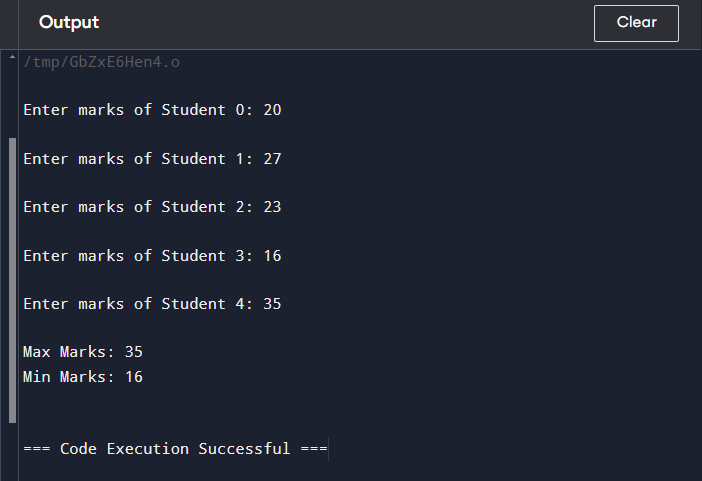 Output
Clear
/tmp/GbZxE6Hen4.o
Enter marks of Student 0: 20
Enter marks of Student 1: 27
Enter marks of Student 2: 23
Enter marks of Student 3: 16
Enter marks of Student 4: 35
Max Marks: 35
Min Marks: 16
=== Code Execution Successful ===